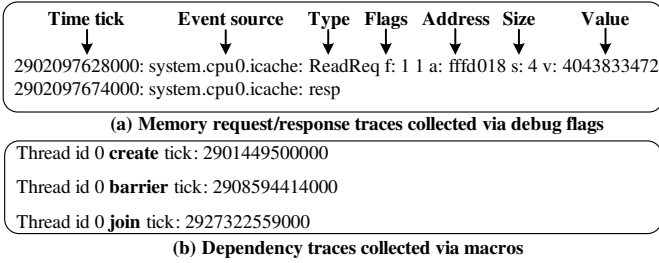 Time tick Event source Type Flags Address Size Value
2902097628000: system.cpu0.icache: ReadReq f: 1 1 a: fffd018 s: 4 v: 4043833472
2902097674000: system.cpu0.icache: resp
(a) Memory request/response traces collected via debug flags
Thread id 0 create tick: 2901449500000
Thread id 0 barrier tick: 2908594414000
Thread id 0 join tick: 2927322559000
(b) Dependency traces collected via macros